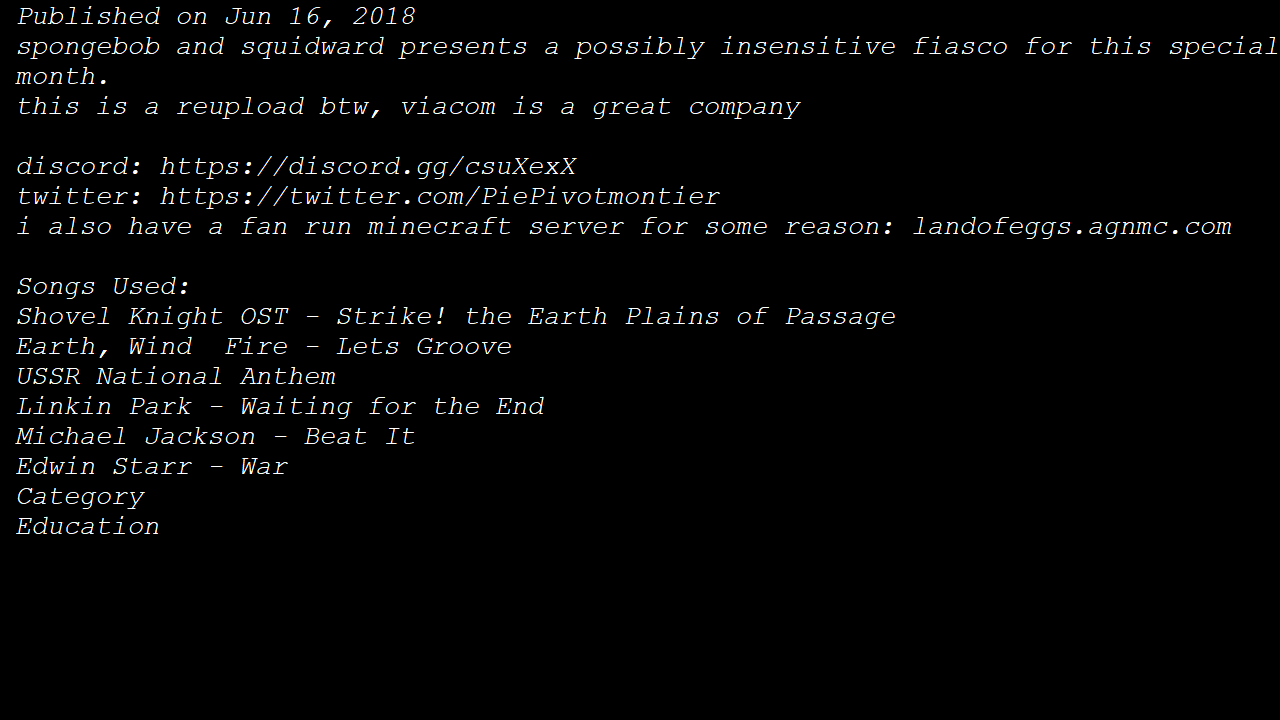 Published on Jun 16, 2018
spongebob and squidward presents a possibly insensitive fiasco for this special
month.
this is a reupload btw, viacom is a great company
discord: https://discord.gg/csuXexX
twitter: https://twitter.com/PiePivotmontier
i also have a fan run minecraft server for some reason: landofeggs.agnmc.com
Songs Used:
Shovel Knight OST - Strike! the Earth Plains of Passage
Earth, Wind  Fire - Lets Groove
USSR National Anthem
Linkin Park - Waiting for the End
Michael Jackson - Beat It
Edwin Starr - War
Category
Education